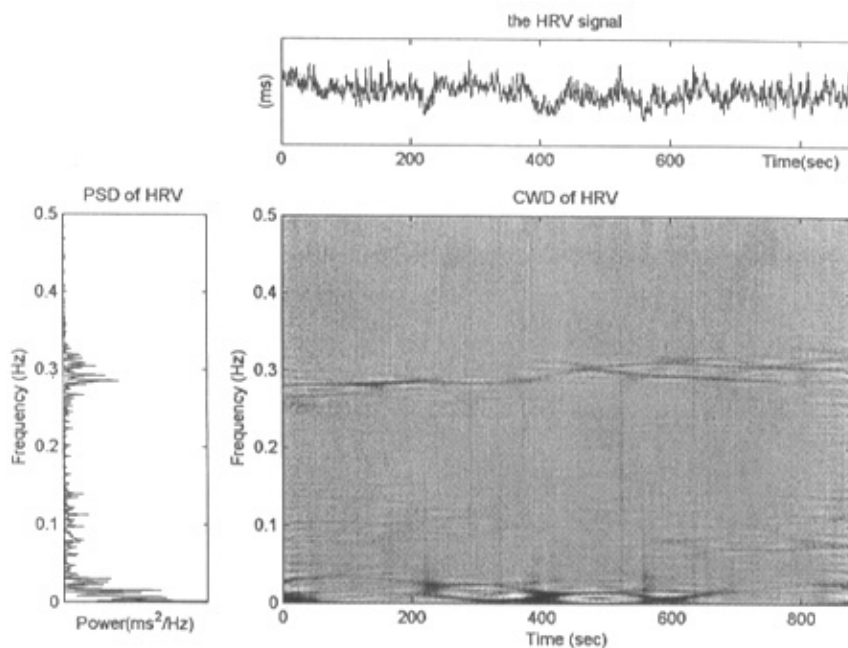 the HRV signal
(ms)
0 200 400 600 Time(sec)
PSD of HRV
0.5
0.4
0.3
0.2
0.1
0
Frequency (Hz)
Power(ms²/Hz)
CWD of HRV
0.5
0.4
0.3
0.2
0.1
0
Frequency (Hz)
0 200 400 600 800
Time (sec)